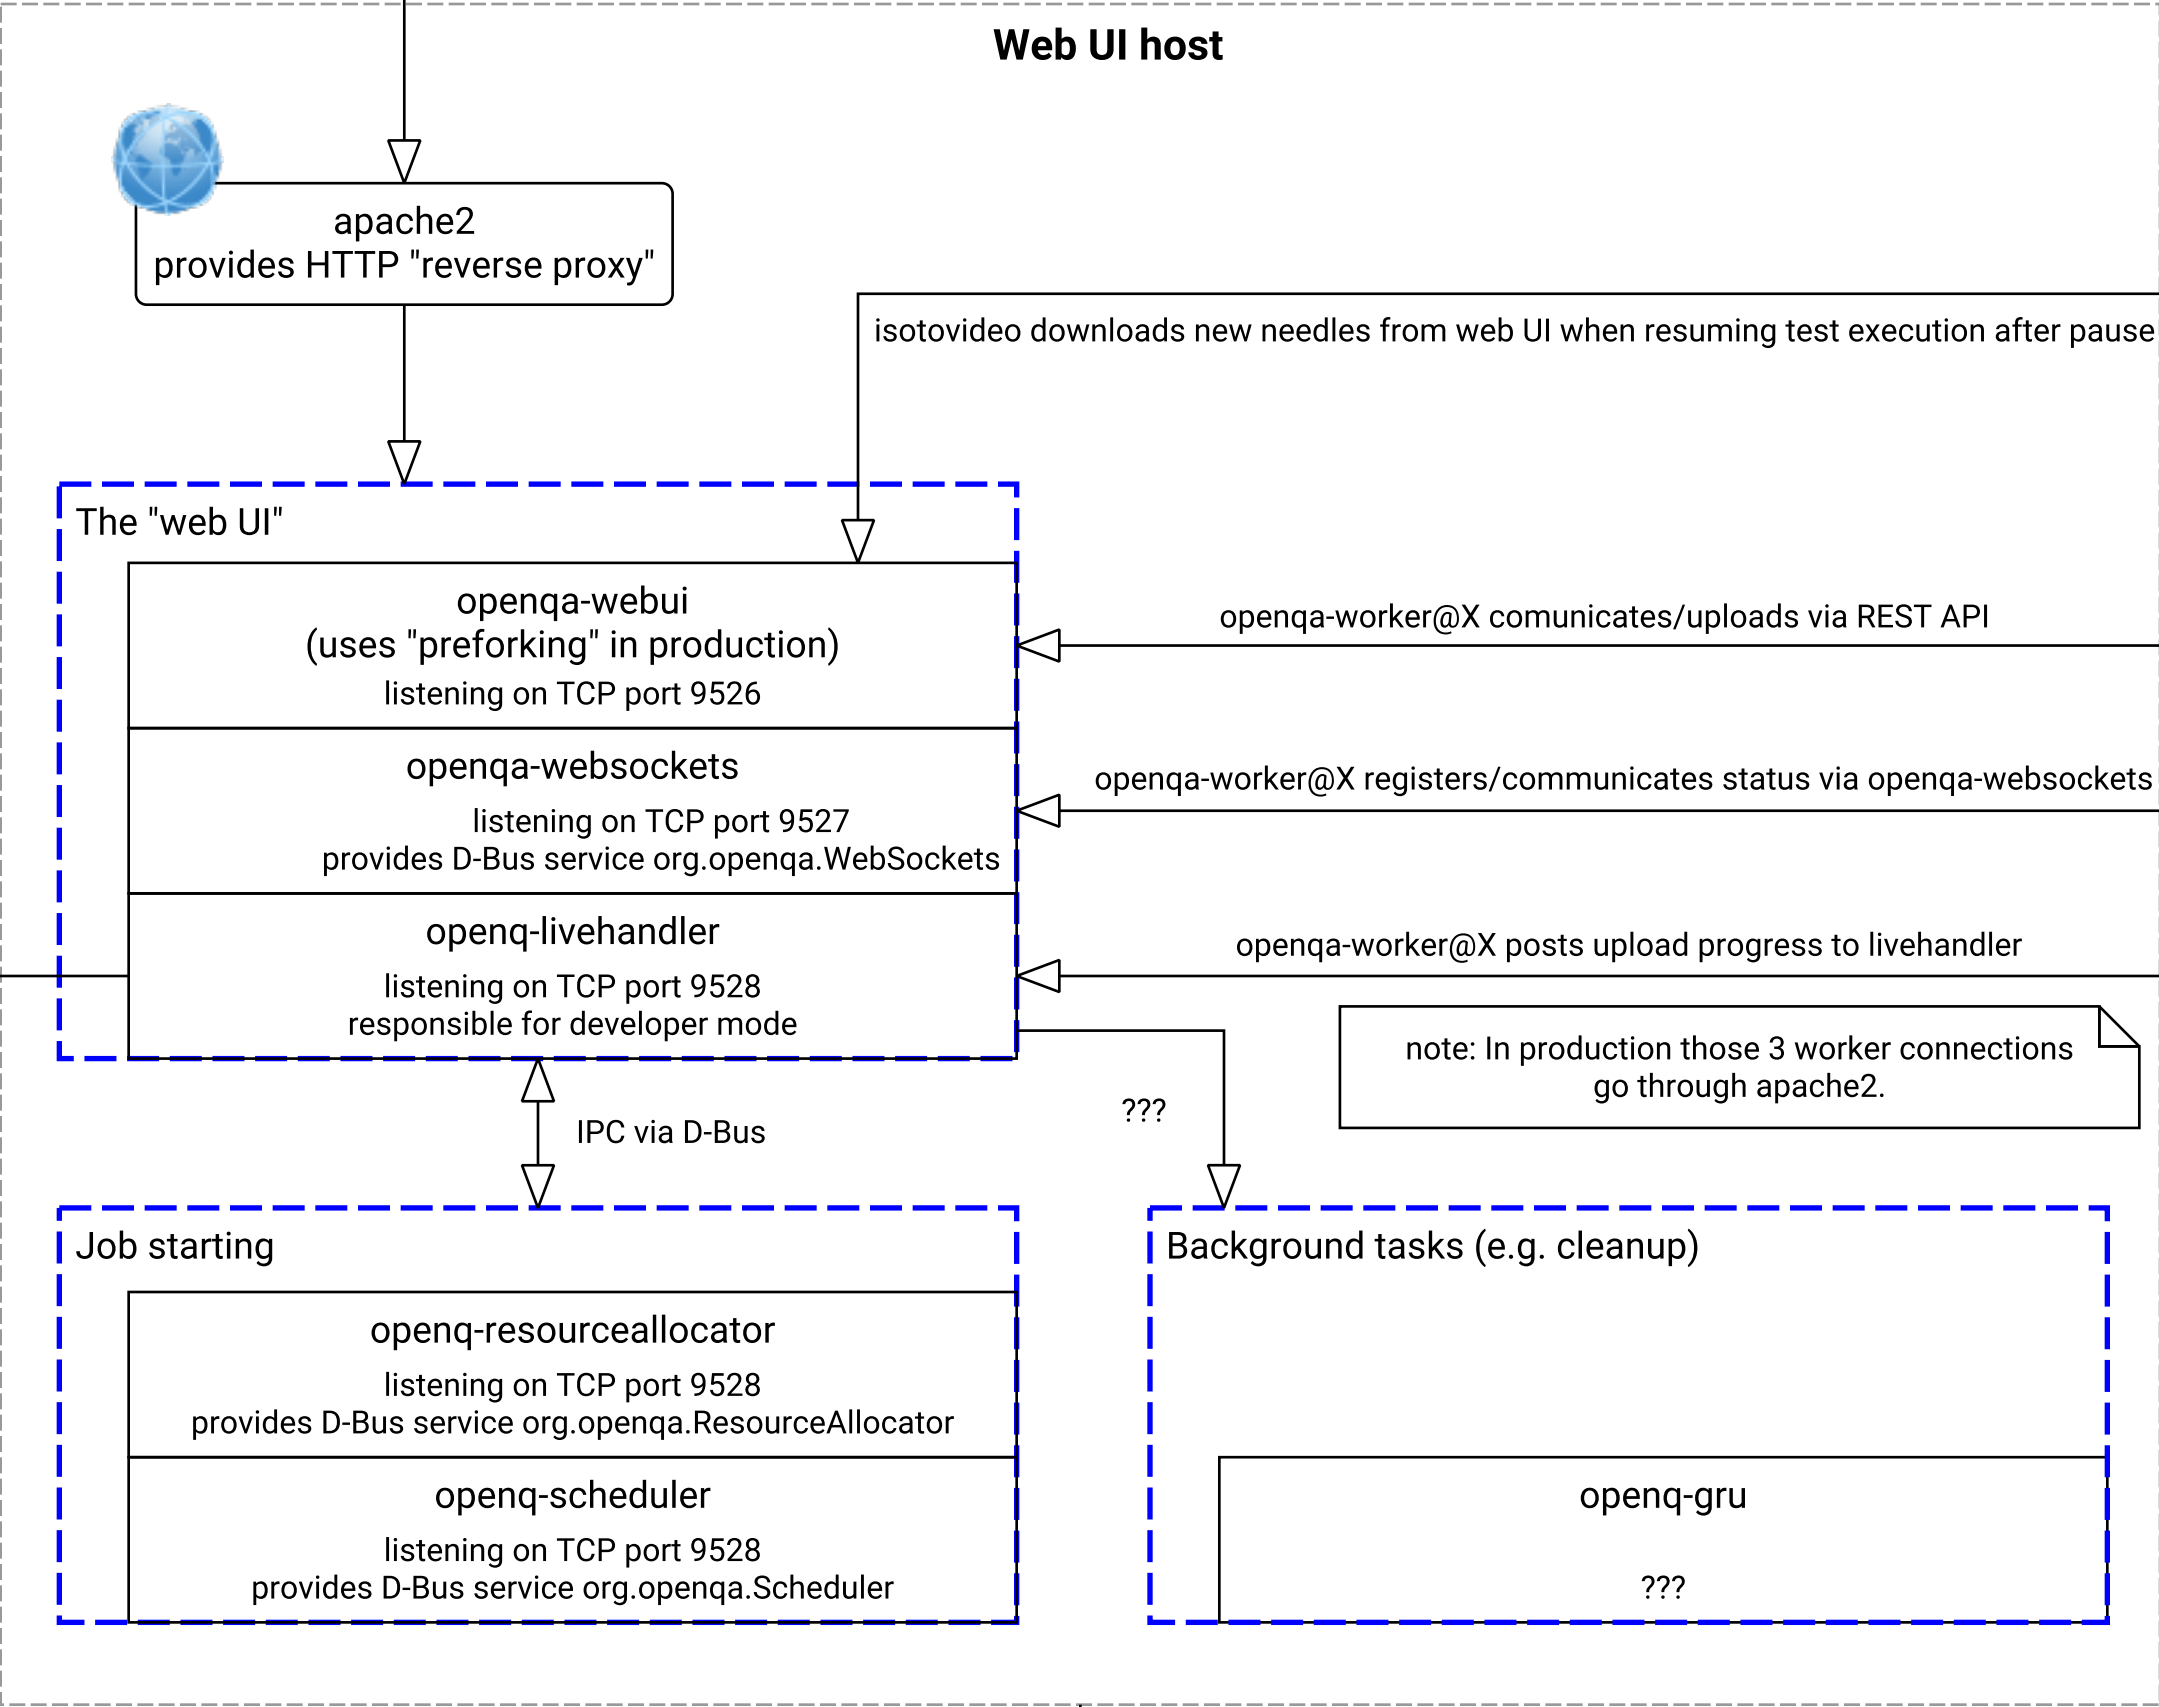 Web UI host
apache2
provides HTTP "reverse proxy"
isotovideo downloads new needles from web UI when resuming test execution after pause
The "web UI"
openqa-webui
(uses "preforking" in production)
listening on TCP port 9526
openqa-worker@X comunicates/uploads via REST API
openqa-websockets
listening on TCP port 9527
provides D-Bus service org.openqa.WebSockets
openqa-worker@X registers/communicates status via openqa-websockets
openq-livehandler
listening on TCP port 9528
responsible for developer mode
openqa-worker@X posts upload progress to livehandler
note: In production those 3 worker connections
go through apache2.
IPC via D-Bus
???
Job starting
openq-resourceallocator
listening on TCP port 9528
provides D-Bus service org.openqa.ResourceAllocator
openq-scheduler
listening on TCP port 9528
provides D-Bus service org.openqa.Scheduler
Background tasks (e.g. cleanup)
openq-gru
???